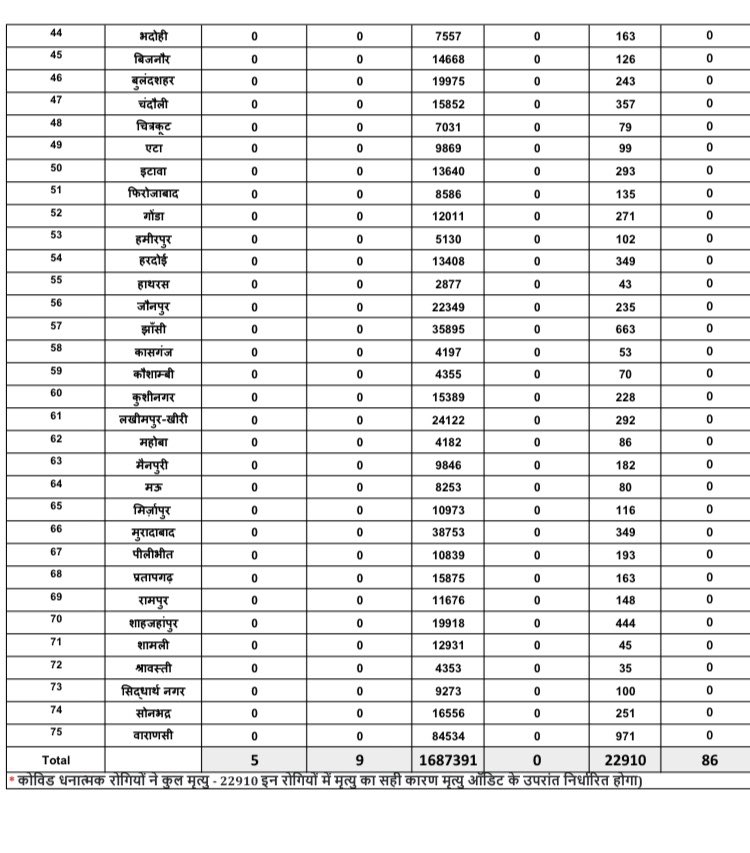 44 भदोही 0 0 7557 0 163 0
45 बिजनौर 0 0 14668 0 126 0
46 बुलंदशहर 0 0 19975 0 243 0
47 चंदौली 0 0 15852 0 357 0
48 चित्रकूट 0 0 7031 0 79 0
49 एटा 0 0 9869 0 99 0
50 इटावा 0 0 13640 0 293 0
51 फिरोजाबाद 0 0 8586 0 135 0
52 गोंडा 0 0 12011 0 271 0
53 हमीरपुर 0 0 5130 0 102 0
54 हरदोई 0 0 13408 0 349 0
55 हाथरस 0 0 2877 0 43 0
56 जौनपुर 0 0 22349 0 235 0
57 झाँसी 0 0 35895 0 663 0
58 कासगंज 0 0 4197 0 53 0
59 कौशाम्बी 0 0 4355 0 70 0
60 कुशीनगर 0 0 15389 0 228 0
61 लखीमपुर-खीरी 0 0 24122 0 292 0
62 महोबा 0 0 4182 0 86 0
63 मैनपुरी 0 0 9846 0 182 0
64 मऊ 0 0 8253 0 80 0
65 मिर्ज़ापुर 0 0 10973 0 116 0
66 मुरादाबाद 0 0 38753 0 349 0
67 पीलीभीत 0 0 10839 0 193 0
68 प्रतापगढ़ 0 0 15875 0 163 0
69 रामपुर 0 0 11676 0 148 0
70 शाहजहांपुर 0 0 19918 0 444 0
71 शामली 0 0 12931 0 45 0
72 श्रावस्ती 0 0 4353 0 35 0
73 सिद्धार्थ नगर 0 0 9273 0 100 0
74 सोनभद्र 0 0 16556 0 251 0
75 वाराणसी 0 0 84534 0 971 0
Total 5 9 1687391 0 22910 86
* कोविड धनात्मक रोगियों ने कुल मृत्यु - 22910 इन रोगियों में मृत्यु का सही कारण मृत्यु ऑडिट के उपरांत निर्धारित होगा)